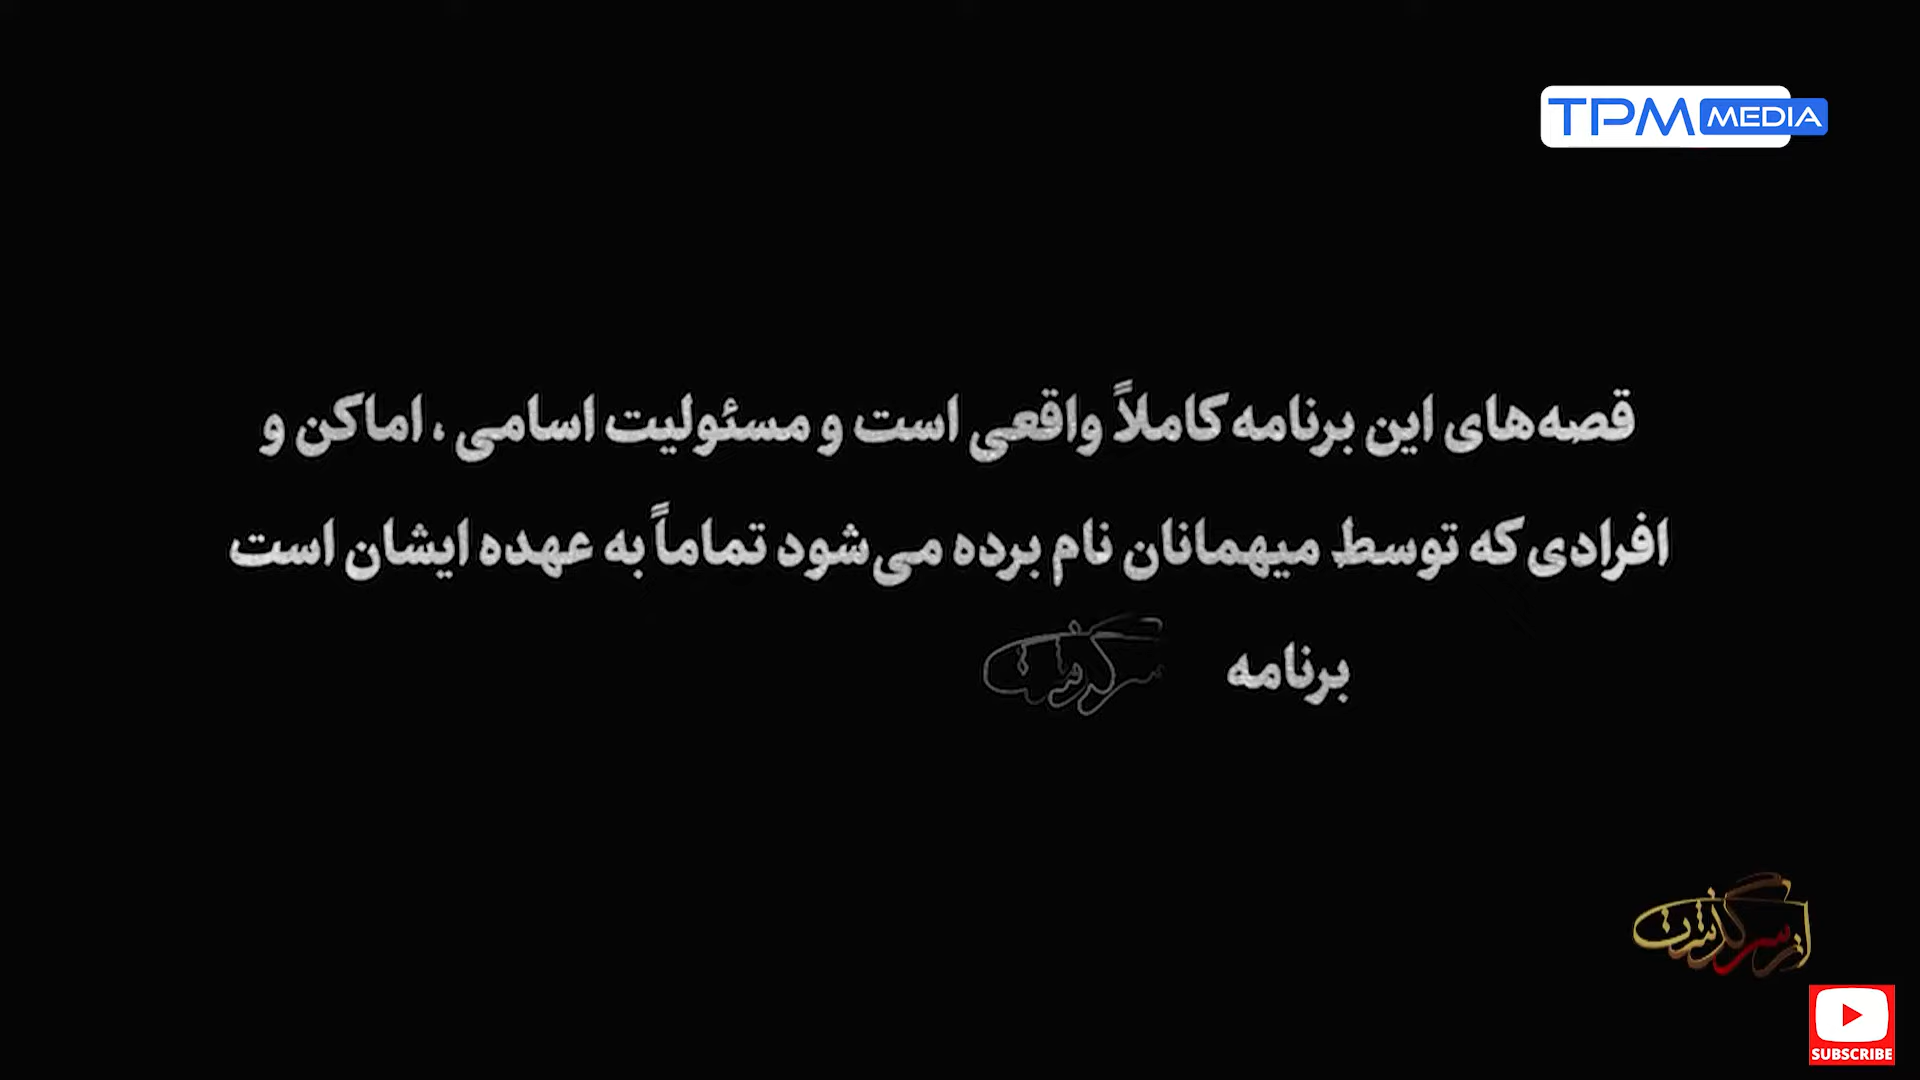 TPM MEDIA
قصه‌های این برنامه کاملاً واقعی است و مسئولیت اسامی ، اماکن و
افرادی که توسط میهمانان نام برده می‌شود تماماً به عهده ایشان است
برنامه سرگذشت
از سرگذشت
SUBSCRIBE